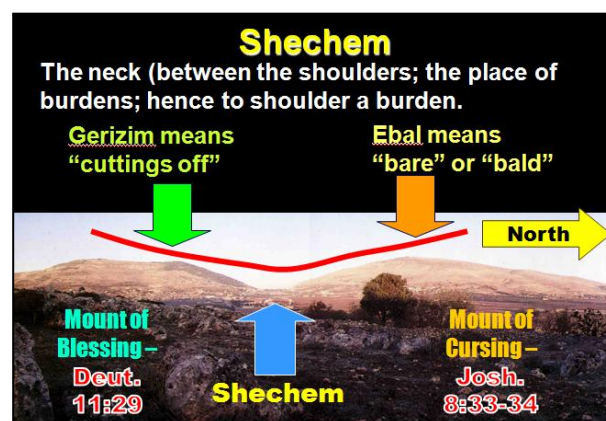 Shechem
The neck (between the shoulders; the place of
burdens; hence to shoulder a burden.
Gerizim means
“cuttings off”
Ebal means
“bare” or “bald”
North
Mount of
Blessing –
Deut.
11:29
Shechem
Mount of
Cursing –
Josh.
8:33-34